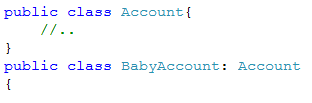 public class Account{
    //..
}
public class BabyAccount: Account
{